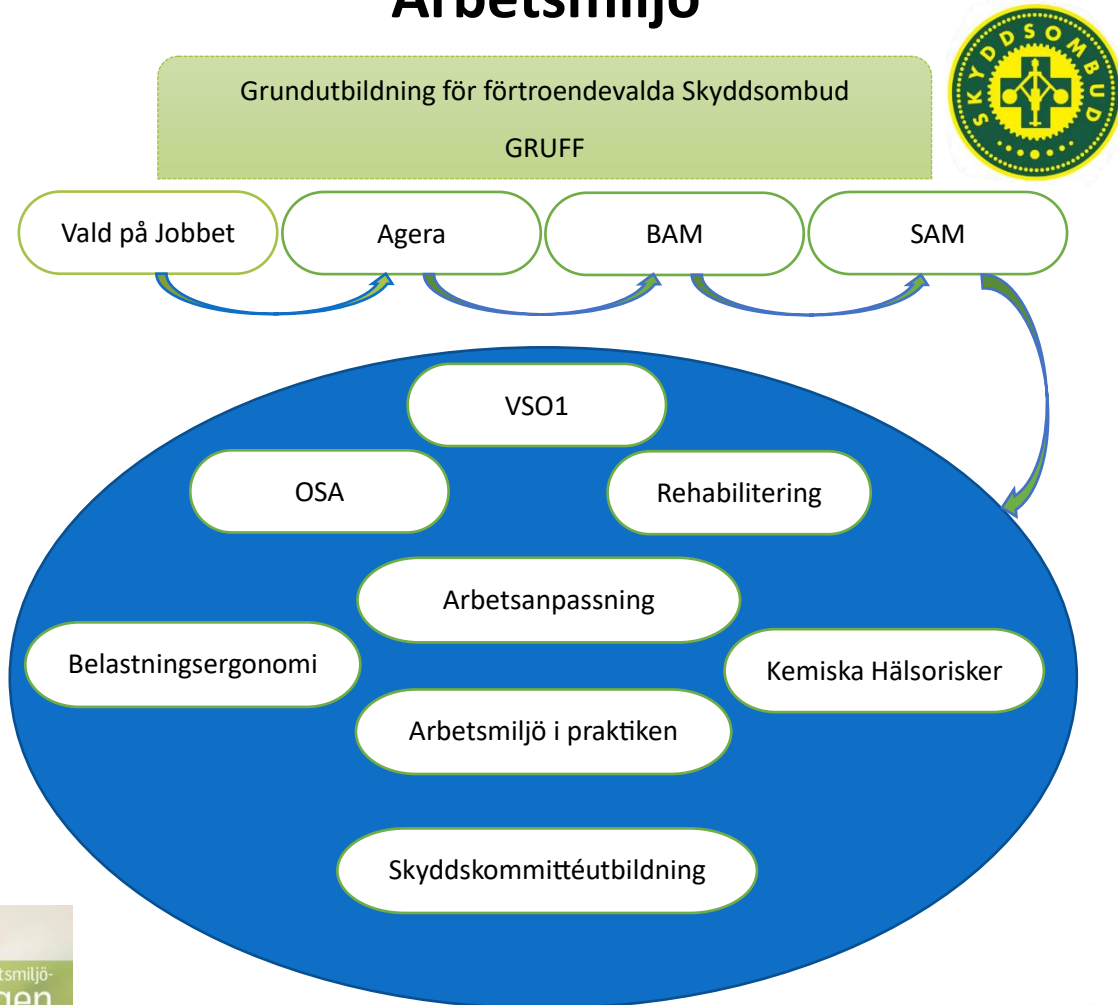 Arbetsmiljö
SKYDDSOMBUD
Grundutbildning för förtroendevalda Skyddsombud
GRUFF
Vald på Jobbet
Agera
BAM
SAM
VSO1
OSA
Rehabilitering
Arbetsanpassning
Belastningsergonomi
Kemiska Hälsorisker
Arbetsmiljö i praktiken
Skyddskommittéutbildning